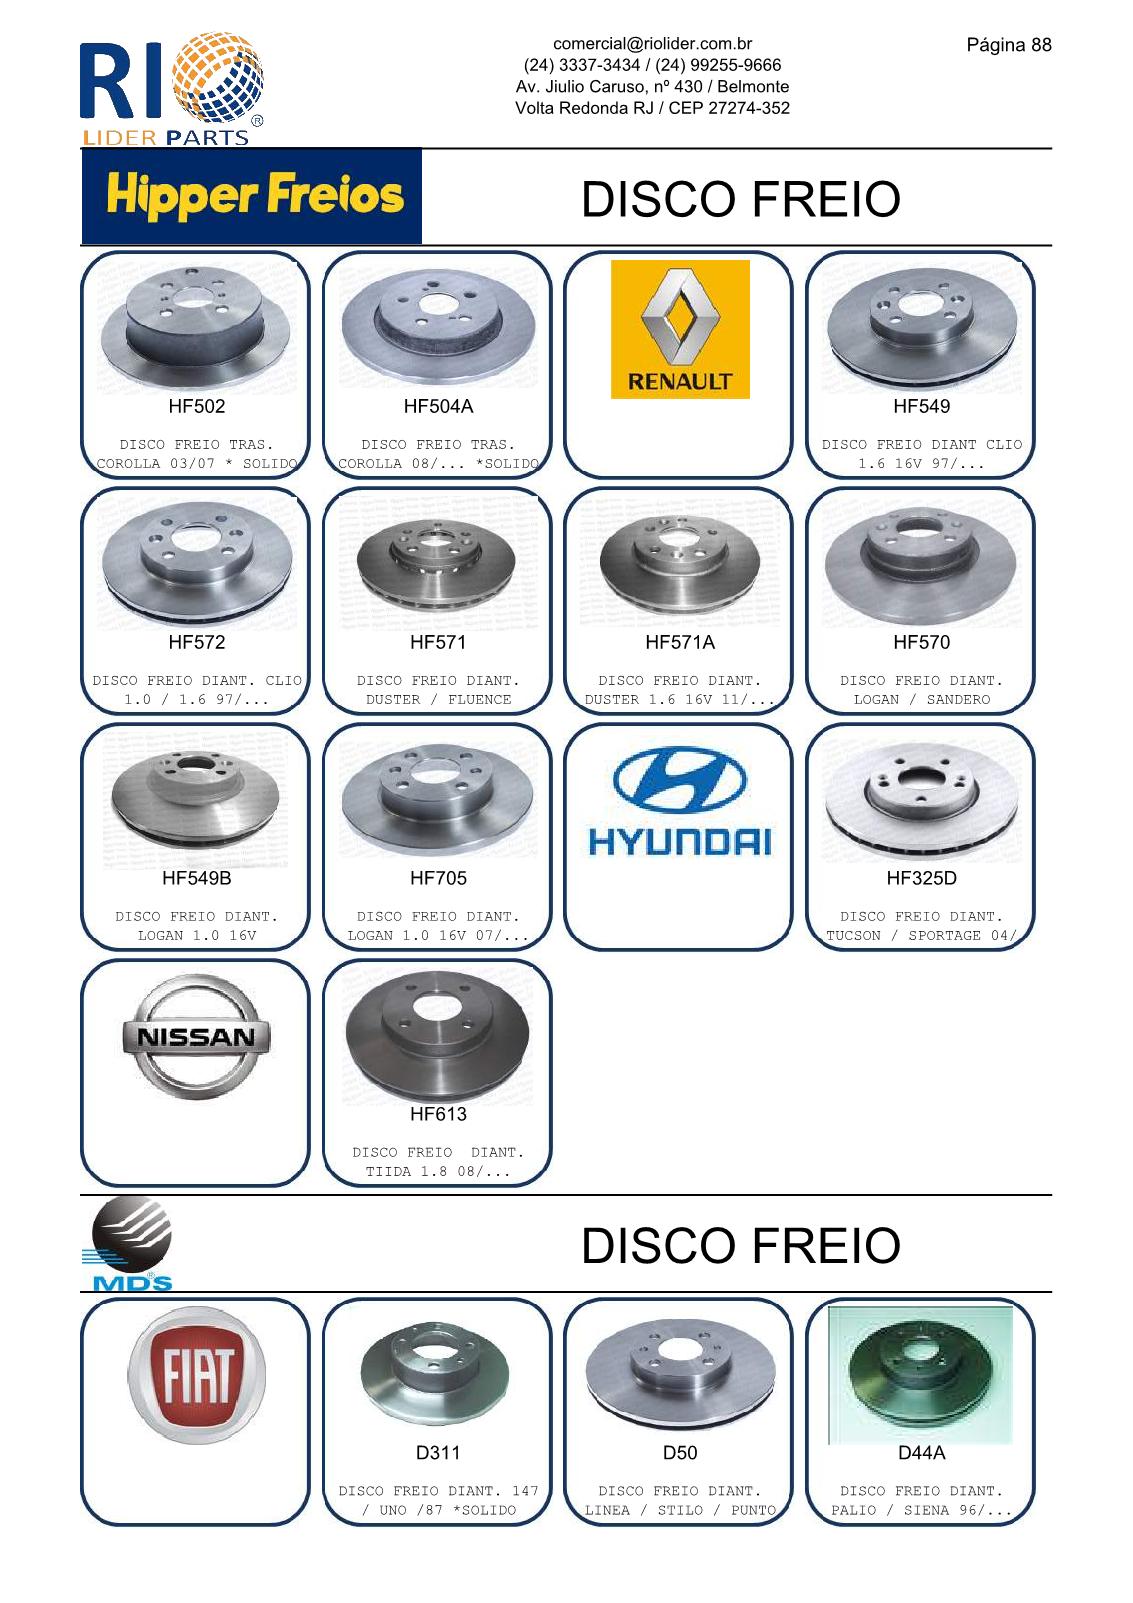 RIO
LIDER PARTS ®
comercial@riolider.com.br
(24) 3337-3434 / (24) 99255-9666
Av. Jiulio Caruso, nº 430 / Belmonte
Volta Redonda RJ / CEP 27274-352
Página 88
Hipper Freios
DISCO FREIO
HF502
DISCO FREIO TRAS.
COROLLA 03/07 * SOLIDO
HF504A
DISCO FREIO TRAS.
COROLLA 08/... *SOLIDO
RENAULT
HF549
DISCO FREIO DIANT CLIO
1.6 16V 97/...
HF572
DISCO FREIO DIANT. CLIO
1.0 / 1.6 97/...
HF571
DISCO FREIO DIANT.
DUSTER / FLUENCE
HF571A
DISCO FREIO DIANT.
DUSTER 1.6 16V 11/...
HF570
DISCO FREIO DIANT.
LOGAN / SANDERO
HF549B
DISCO FREIO DIANT.
LOGAN 1.0 16V
HF705
DISCO FREIO DIANT.
LOGAN 1.0 16V 07/...
HYUNDAI
HF325D
DISCO FREIO DIANT.
TUCSON / SPORTAGE 04/
NISSAN
HF613
DISCO FREIO  DIANT.
TIIDA 1.8 08/...
MDS ®
DISCO FREIO
FIAT
D311
DISCO FREIO DIANT. 147
/ UNO /87 *SOLIDO
D50
DISCO FREIO DIANT.
LINEA / STILO / PUNTO
D44A
DISCO FREIO DIANT.
PALIO / SIENA 96/...